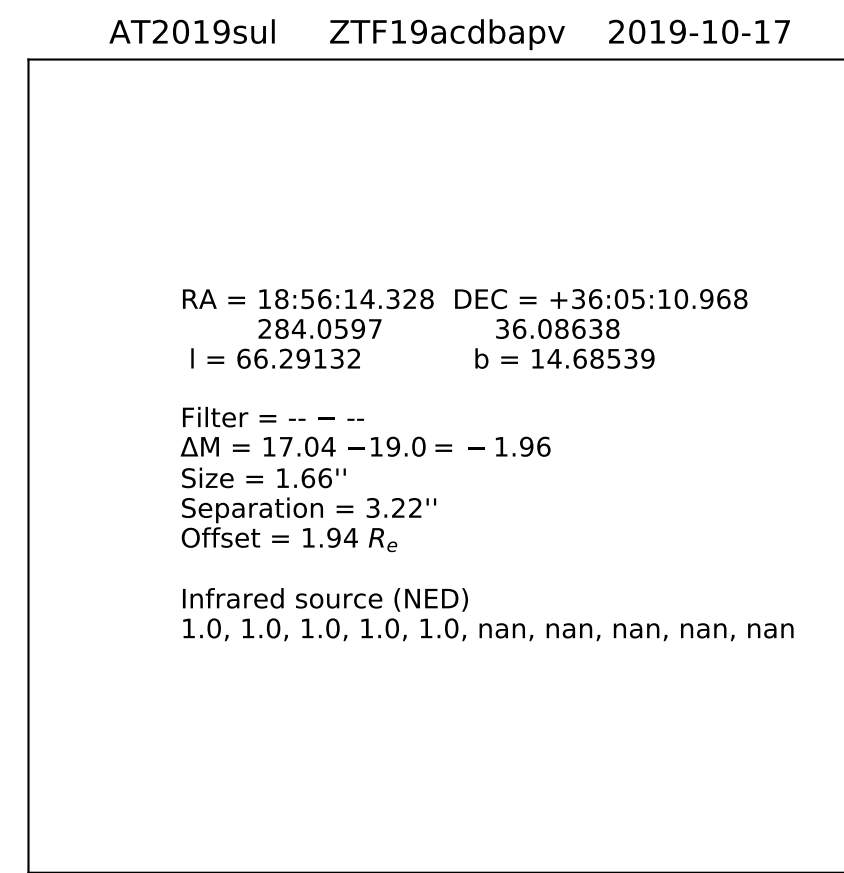 AT2019sul ZTF19acdbapv 2019-10-17
RA = 18:56:14.328 DEC = +36:05:10.968
284.0597 36.08638
l = 66.29132 b = 14.68539
Filter = -- − --
ΔM = 17.04 −19.0 = − 1.96
Size = 1.66''
Separation = 3.22''
Offset = 1.94 Rₑ
Infrared source (NED)
1.0, 1.0, 1.0, 1.0, 1.0, nan, nan, nan, nan, nan